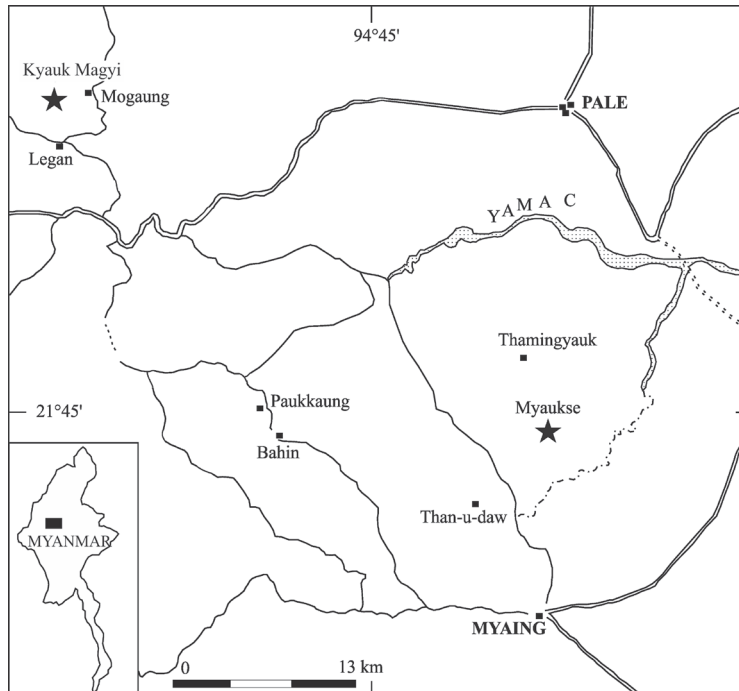 94°45'
Kyauk Magyi
Mogaung
PALE
Legan
YAMAC
Thamingyauk
21°45'
Paukkaung
Myaukse
Bahin
Than-u-daw
MYANMAR
MYAING
0 13 km